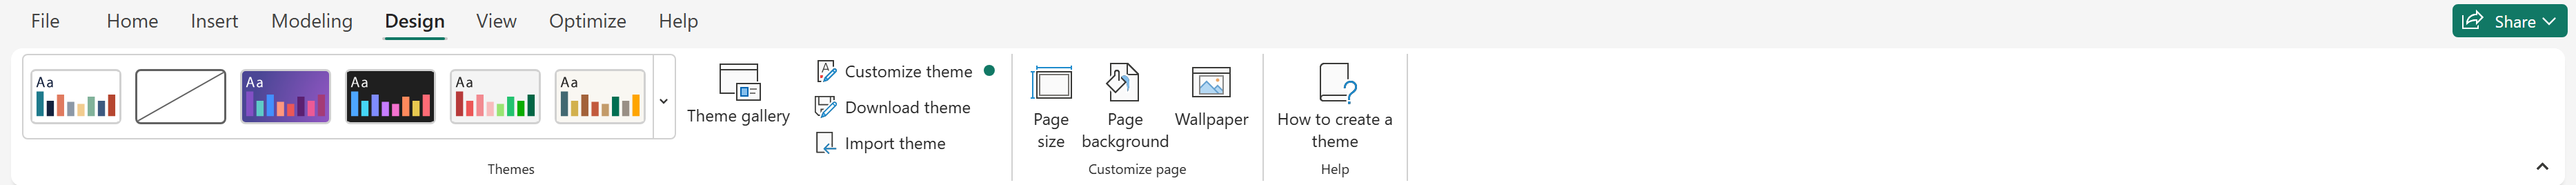 File Home Insert Modeling Design View Optimize Help Share
Aa Aa Aa Aa Aa
Theme gallery
Customize theme
Download theme
Import theme
Themes
Page
size
Page
background
Wallpaper
Customize page
How to create a
theme
Help